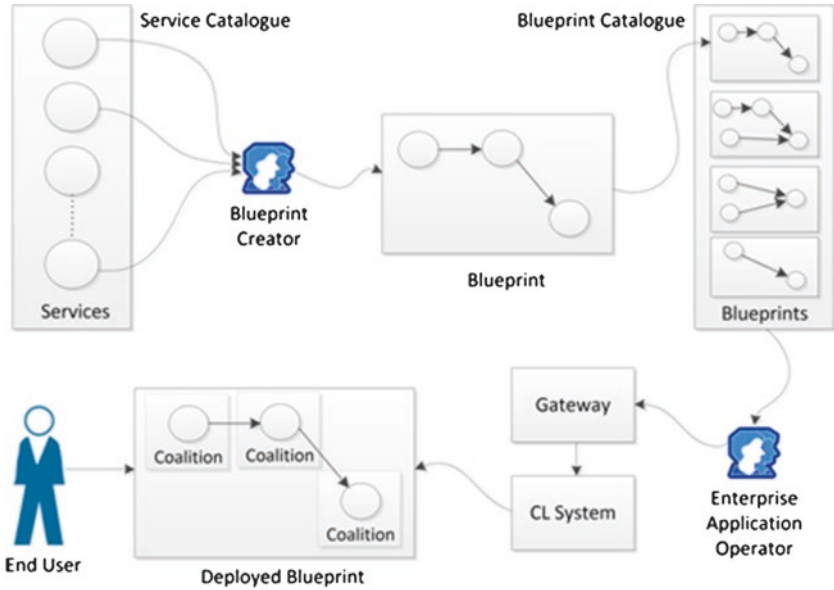 Service Catalogue
Blueprint Catalogue
Blueprint
Creator
Services
Blueprint
Blueprints
Gateway
Coalition
Coalition
Coalition
CL System
Enterprise
Application
Operator
End User
Deployed Blueprint